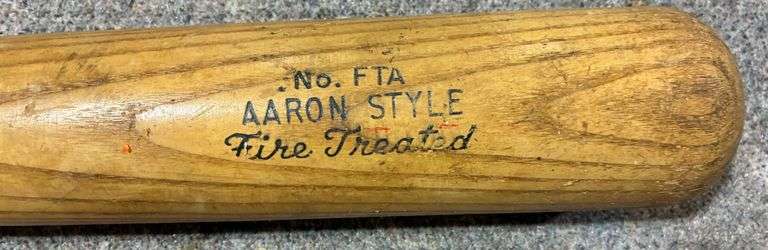 No. FTA
AARON STYLE
Fire Treated